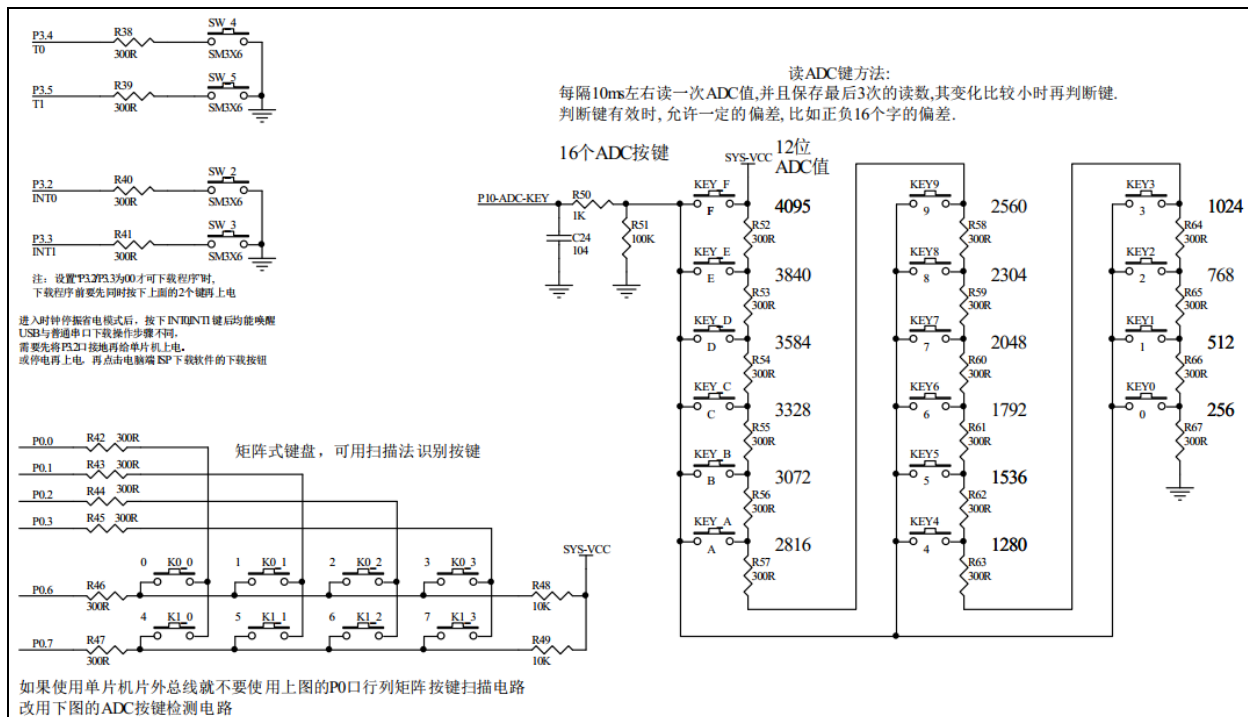 P3.4
T0
R38
300R
SW_4
SM3X6
P3.5
T1
R39
300R
SW_5
SM3X6
P3.2
INT0
R40
300R
SW_2
SM3X6
P3.3
INT1
R41
300R
SW_3
SM3X6
注：设置“P3.2/P3.3为00才可下载程序”时,
下载程序前要先同时按下上面的2个键再上电
进入时钟停振省电模式后，按下INT0,INT1键后均能唤醒
USB与普通串口下载操作步骤不同,
需要先将P3.2口接地再给单片机上电,
或停电再上电，再点击电脑端ISP下载软件的下载按钮
读ADC键方法:
每隔10ms左右读一次ADC值,并且保存最后3次的读数,其变化比较小时再判断键.
判断键有效时, 允许一定的偏差, 比如正负16个字的偏差.
16个ADC按键
SYS-VCC
12位
ADC值
P10-ADC-KEY
R50
1K
C24
104
R51
100K
KEY_F
F
4095
R52
300R
KEY_E
E
3840
R53
300R
KEY_D
D
3584
R54
300R
KEY_C
C
3328
R55
300R
KEY_B
B
3072
R56
300R
KEY_A
A
2816
R57
300R
KEY9
9
2560
R58
300R
KEY8
8
2304
R59
300R
KEY7
7
2048
R60
300R
KEY6
6
1792
R61
300R
KEY5
5
1536
R62
300R
KEY4
4
1280
R63
300R
KEY3
3
1024
R64
300R
KEY2
2
768
R65
300R
KEY1
1
512
R66
300R
KEY0
0
256
R67
300R
矩阵式键盘，可用扫描法识别按键
P0.0
R42 300R
P0.1
R43 300R
P0.2
R44 300R
P0.3
R45 300R
SYS-VCC
0 K0_0
1 K0_1
2 K0_2
3 K0_3
P0.6
R46
300R
R48
10K
4 K1_0
5 K1_1
6 K1_2
7 K1_3
P0.7
R47
300R
R49
10K
如果使用单片机片外总线就不要使用上图的P0口行列矩阵按键扫描电路
改用下图的ADC按键检测电路